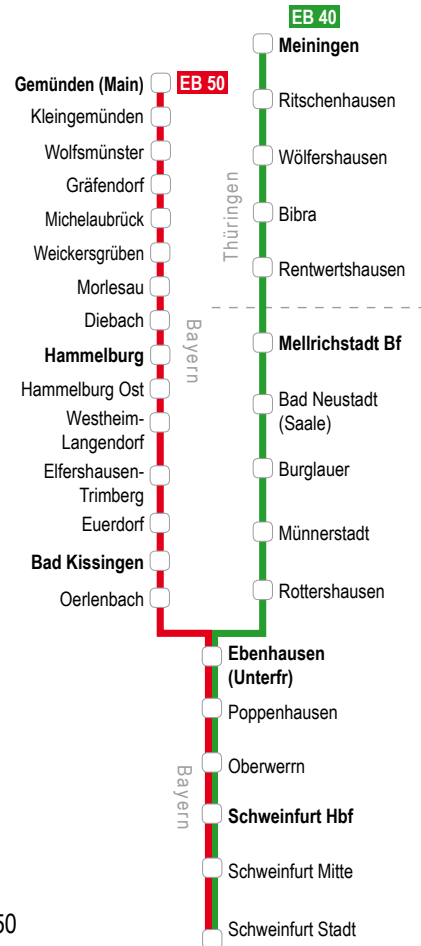 EB 40
Meiningen
Gemünden (Main)
EB 50
Kleingemünden
Ritschenhausen
Wolfsmünster
Wölfershausen
Gräfendorf
Thüringen
Michelaubrück
Bibra
Weickersgrüben
Rentwertshausen
Morlesau
Diebach
Bayern
Hammelburg
Mellrichstadt Bf
Hammelburg Ost
Bad Neustadt
(Saale)
Westheim-
Langendorf
Elfershausen-
Trimberg
Burglauer
Euerdorf
Münnerstadt
Bad Kissingen
Oerlenbach
Rottershausen
Ebenhausen
(Unterfr)
Poppenhausen
Oberwerrn
Bayern
Schweinfurt Hbf
Schweinfurt Mitte
50
Schweinfurt Stadt